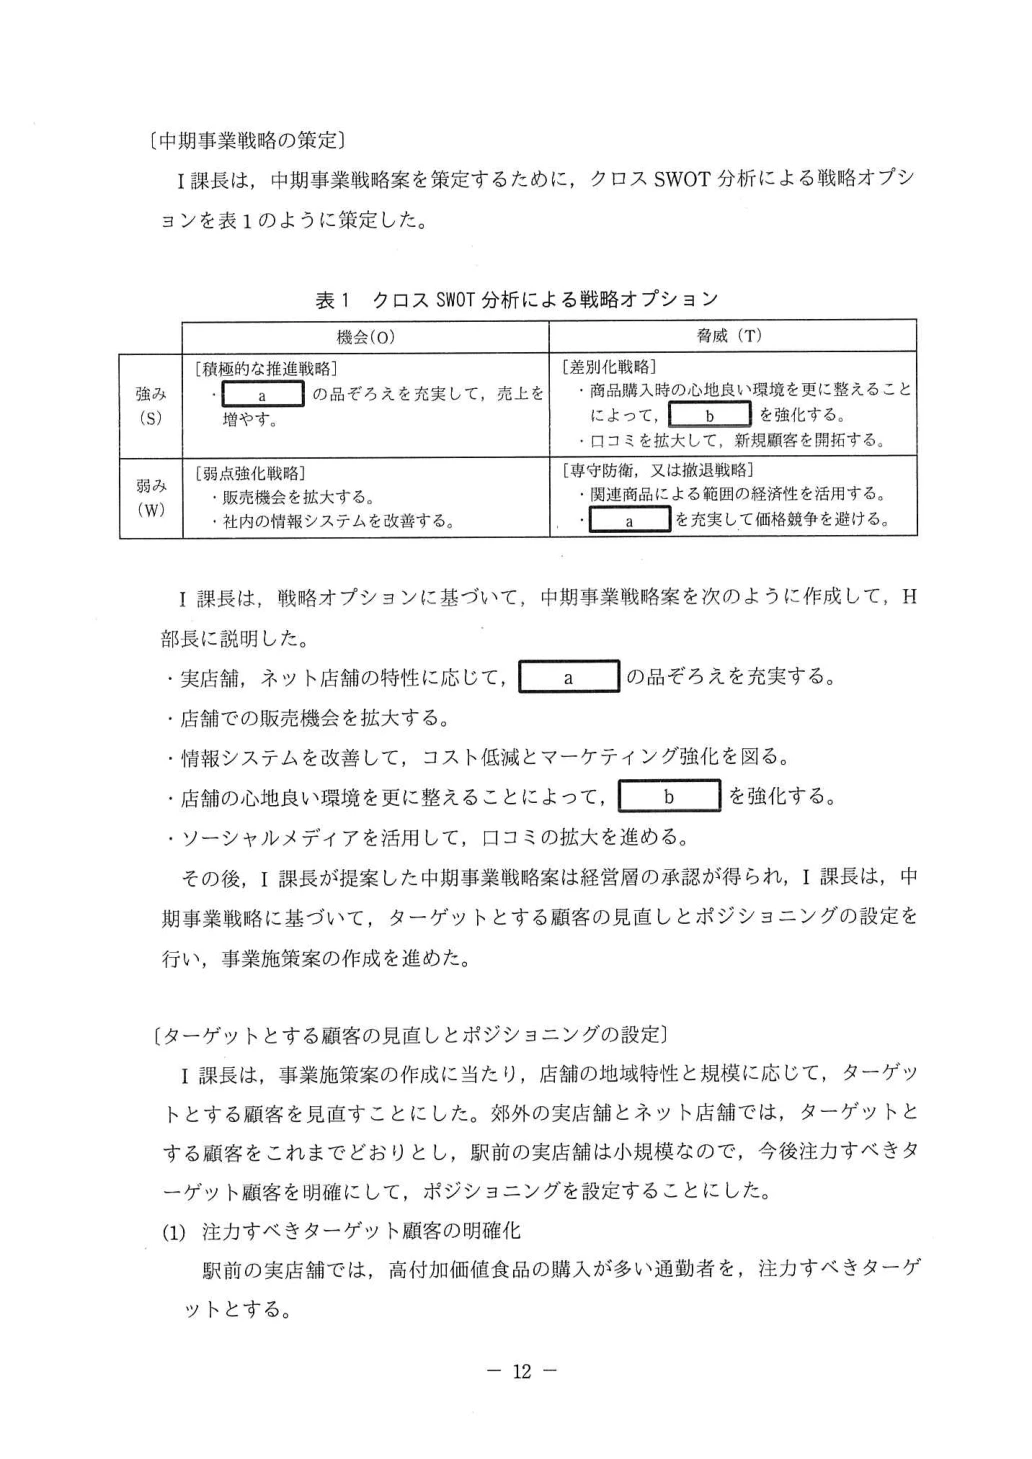 〔中期事業戦略の策定〕
I 課長は，中期事業戦略案を策定するために，クロス SWOT 分析による戦略オプシ
ョンを表 1 のように策定した。
表 1　クロス SWOT 分析による戦略オプション
機会(O)
脅威（T）
強み
（S）
［積極的な推進戦略］
・ a の品ぞろえを充実して，売上を
増やす。
［差別化戦略］
・商品購入時の心地良い環境を更に整えること
によって， b を強化する。
・口コミを拡大して，新規顧客を開拓する。
弱み
（W）
［弱点強化戦略］
・販売機会を拡大する。
・社内の情報システムを改善する。
［専守防衛，又は撤退戦略］
・関連商品による範囲の経済性を活用する。
・ a を充実して価格競争を避ける。
I 課長は，戦略オプションに基づいて，中期事業戦略案を次のように作成して，H
部長に説明した。
・実店舗，ネット店舗の特性に応じて， a の品ぞろえを充実する。
・店舗での販売機会を拡大する。
・情報システムを改善して，コスト低減とマーケティング強化を図る。
・店舗の心地良い環境を更に整えることによって， b を強化する。
・ソーシャルメディアを活用して，口コミの拡大を進める。
その後，I 課長が提案した中期事業戦略案は経営層の承認が得られ，I 課長は，中
期事業戦略に基づいて，ターゲットとする顧客の見直しとポジショニングの設定を
行い，事業施策案の作成を進めた。
〔ターゲットとする顧客の見直しとポジショニングの設定〕
I 課長は，事業施策案の作成に当たり，店舗の地域特性と規模に応じて，ターゲッ
トとする顧客を見直すことにした。郊外の実店舗とネット店舗では，ターゲットと
する顧客をこれまでどおりとし，駅前の実店舗は小規模なので，今後注力すべきタ
ーゲット顧客を明確にして，ポジショニングを設定することにした。
(1)　注力すべきターゲット顧客の明確化
駅前の実店舗では，高付加価値食品の購入が多い通勤者を，注力すべきターゲ
ットとする。
－ 12 －